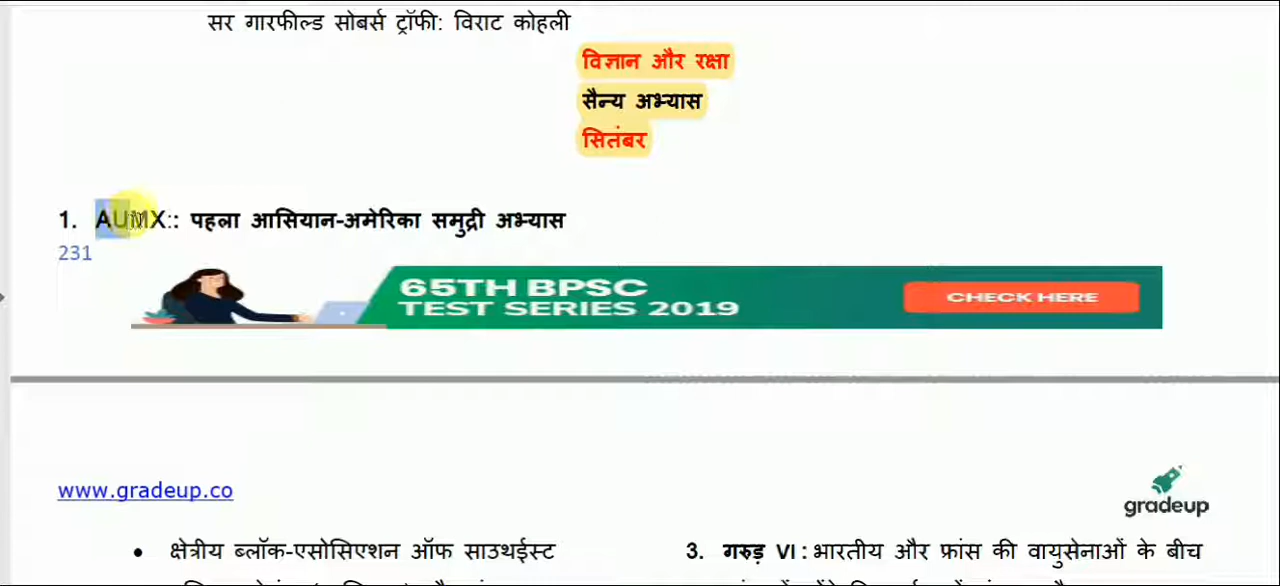 सर गारफील्ड सोबर्स ट्रॉफी: विराट कोहली
विज्ञान और रक्षा
सैन्य अभ्यास
सितंबर
1. AUMX:: पहला आसियान-अमेरिका समुद्री अभ्यास
231
65TH BPSC
TEST SERIES 2019
CHECK HERE
www.gradeup.co
gradeup
• क्षेत्रीय ब्लॉक-एसोसिएशन ऑफ साउथईस्ट
3. गरुड़ VI : भारतीय और फ्रांस की वायुसेनाओं के बीच